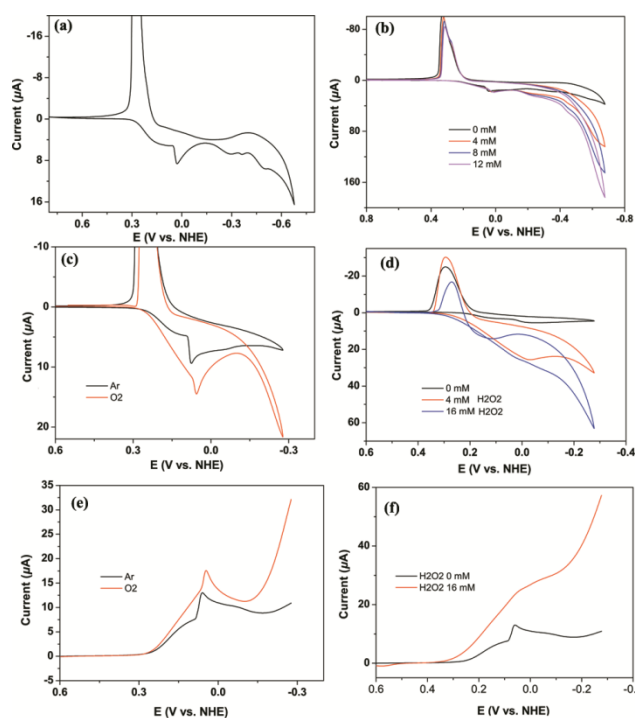 (a)
-16
-8
0
8
16
Current (µA)
0.6
0.3
0.0
-0.3
-0.6
E (V vs. NHE)
(b)
-80
0
80
160
Current (µA)
0 mM
4 mM
8 mM
12 mM
0.8
0.4
0.0
-0.4
-0.8
E (V vs. NHE)
(c)
-10
0
10
20
Current (µA)
Ar
O2
0.6
0.3
0.0
-0.3
E (V vs. NHE)
(d)
-20
0
20
40
60
Current (µA)
0 mM
4 mM H2O2
16 mM H2O2
0.6
0.4
0.2
0.0
-0.2
-0.4
E (V vs. NHE)
(e)
35
30
25
20
15
10
5
0
5
Current (µA)
Ar
O2
0.6
0.3
0.0
-0.3
E (V vs. NHE)
(f)
60
40
20
0
Current (µA)
H2O2 0 mM
H2O2 16 mM
0.6
0.4
0.2
0.0
-0.2
E (V vs. NHE)